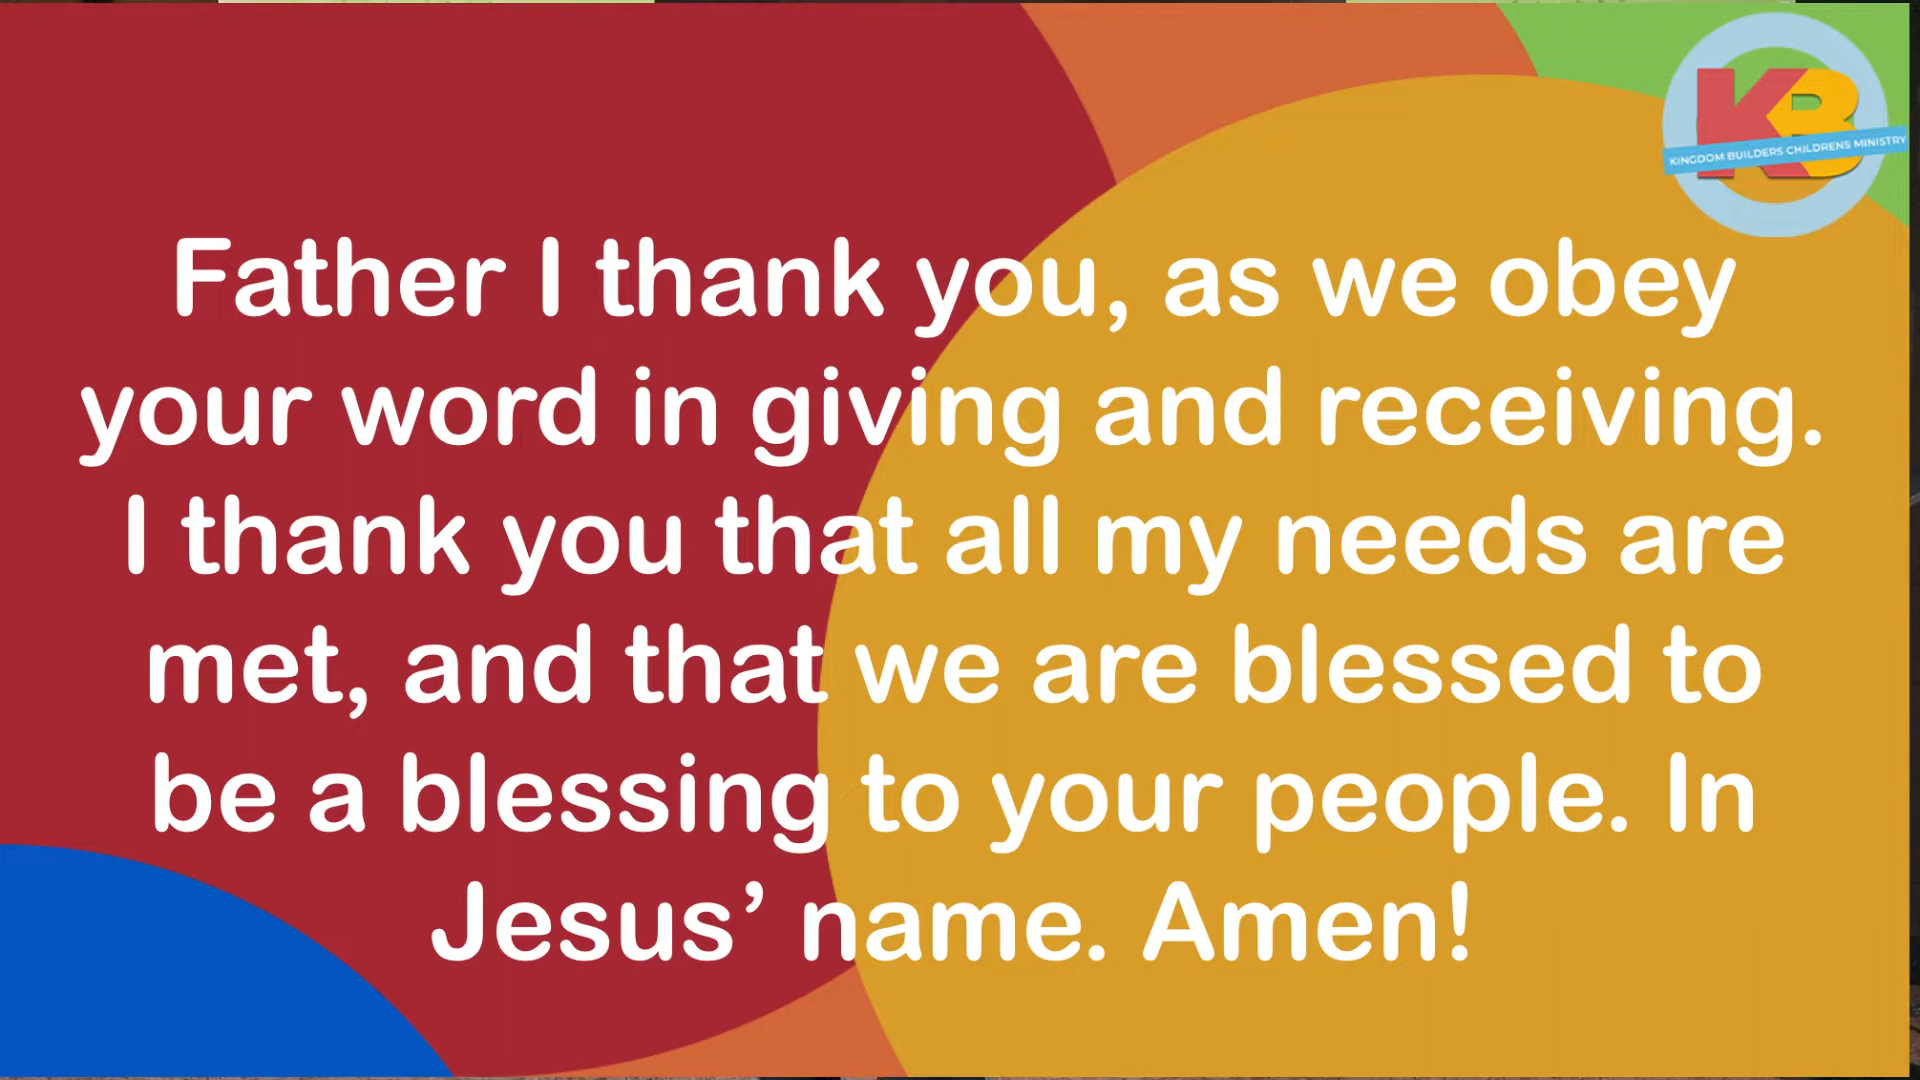 KB
KINGDOM BUILDERS CHILDRENS MINISTRY
Father I thank you, as we obey
your word in giving and receiving.
I thank you that all my needs are
met, and that we are blessed to
be a blessing to your people. In
Jesus’ name. Amen!